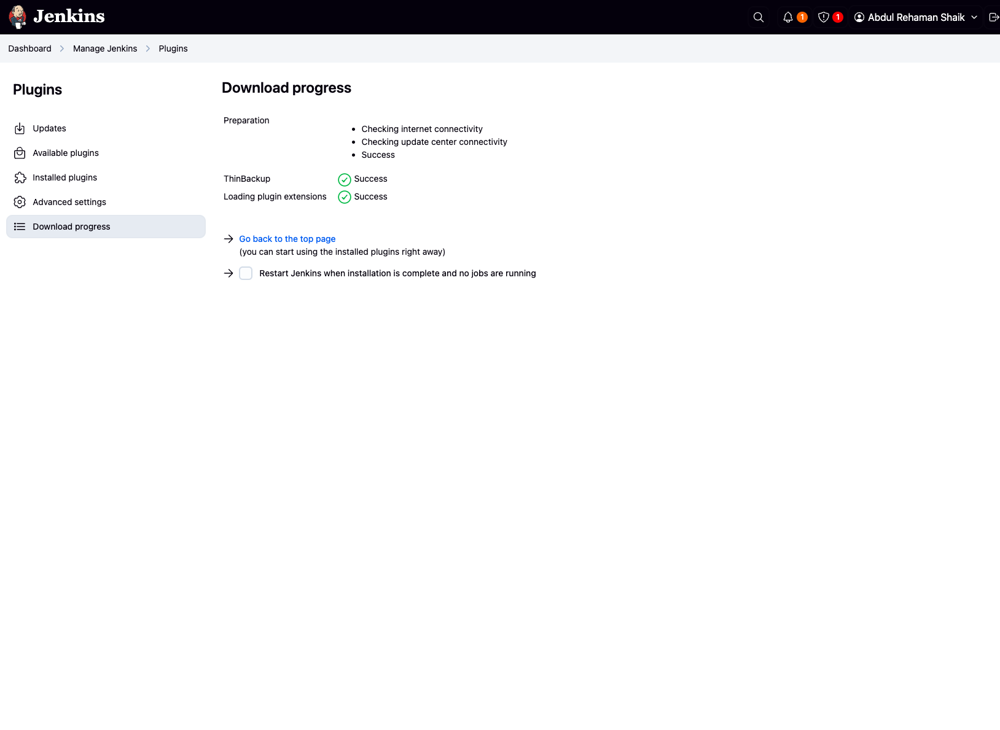 Jenkins
1
1
Abdul Rehaman Shaik
Dashboard
Manage Jenkins
Plugins
Plugins
Updates
Available plugins
Installed plugins
Advanced settings
Download progress
Download progress
Preparation
Checking internet connectivity
Checking update center connectivity
Success
ThinBackup Success
Loading plugin extensions Success
Go back to the top page
(you can start using the installed plugins right away)
Restart Jenkins when installation is complete and no jobs are running